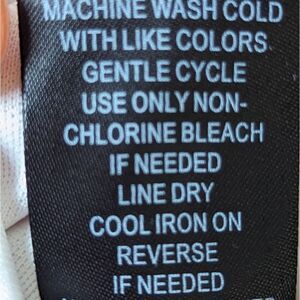 MACHINE WASH COLD
WITH LIKE COLORS
GENTLE CYCLE
USE ONLY NON-
CHLORINE BLEACH
IF NEEDED
LINE DRY
COOL IRON ON
REVERSE
IF NEEDED